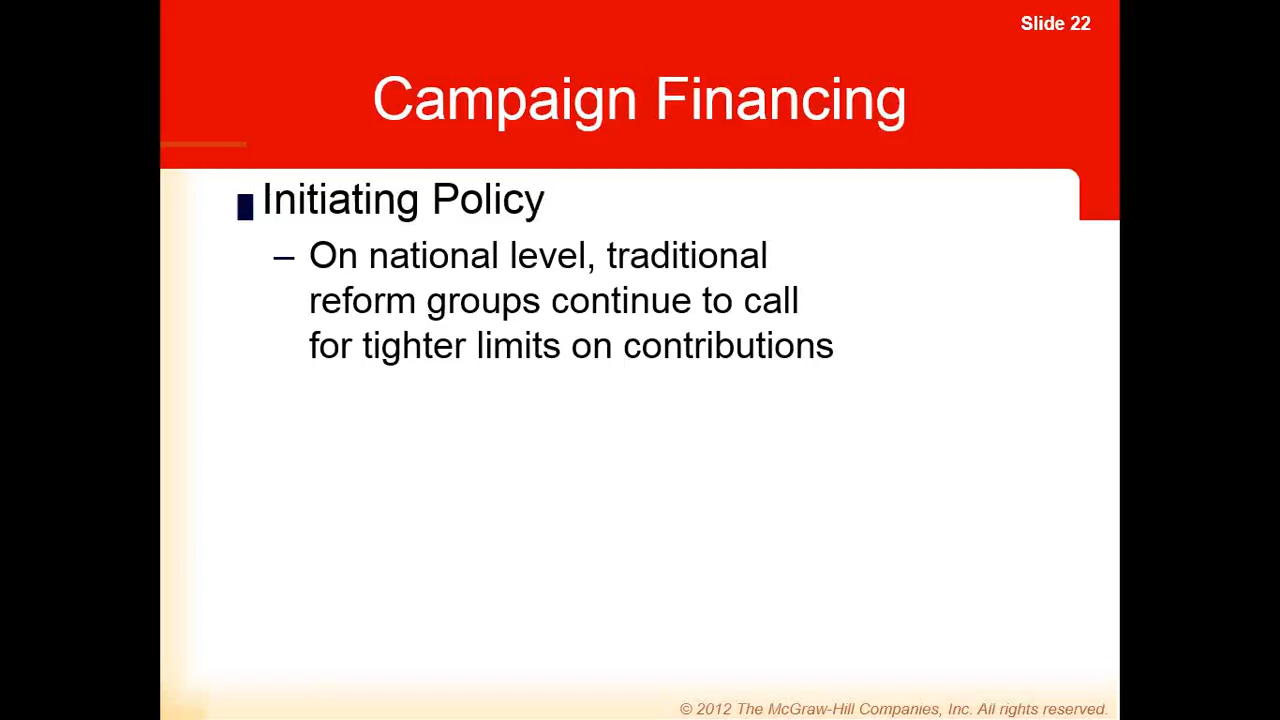 Slide 22
Campaign Financing
Initiating Policy
– On national level, traditional
reform groups continue to call
for tighter limits on contributions
© 2012 The McGraw-Hill Companies, Inc. All rights reserved.